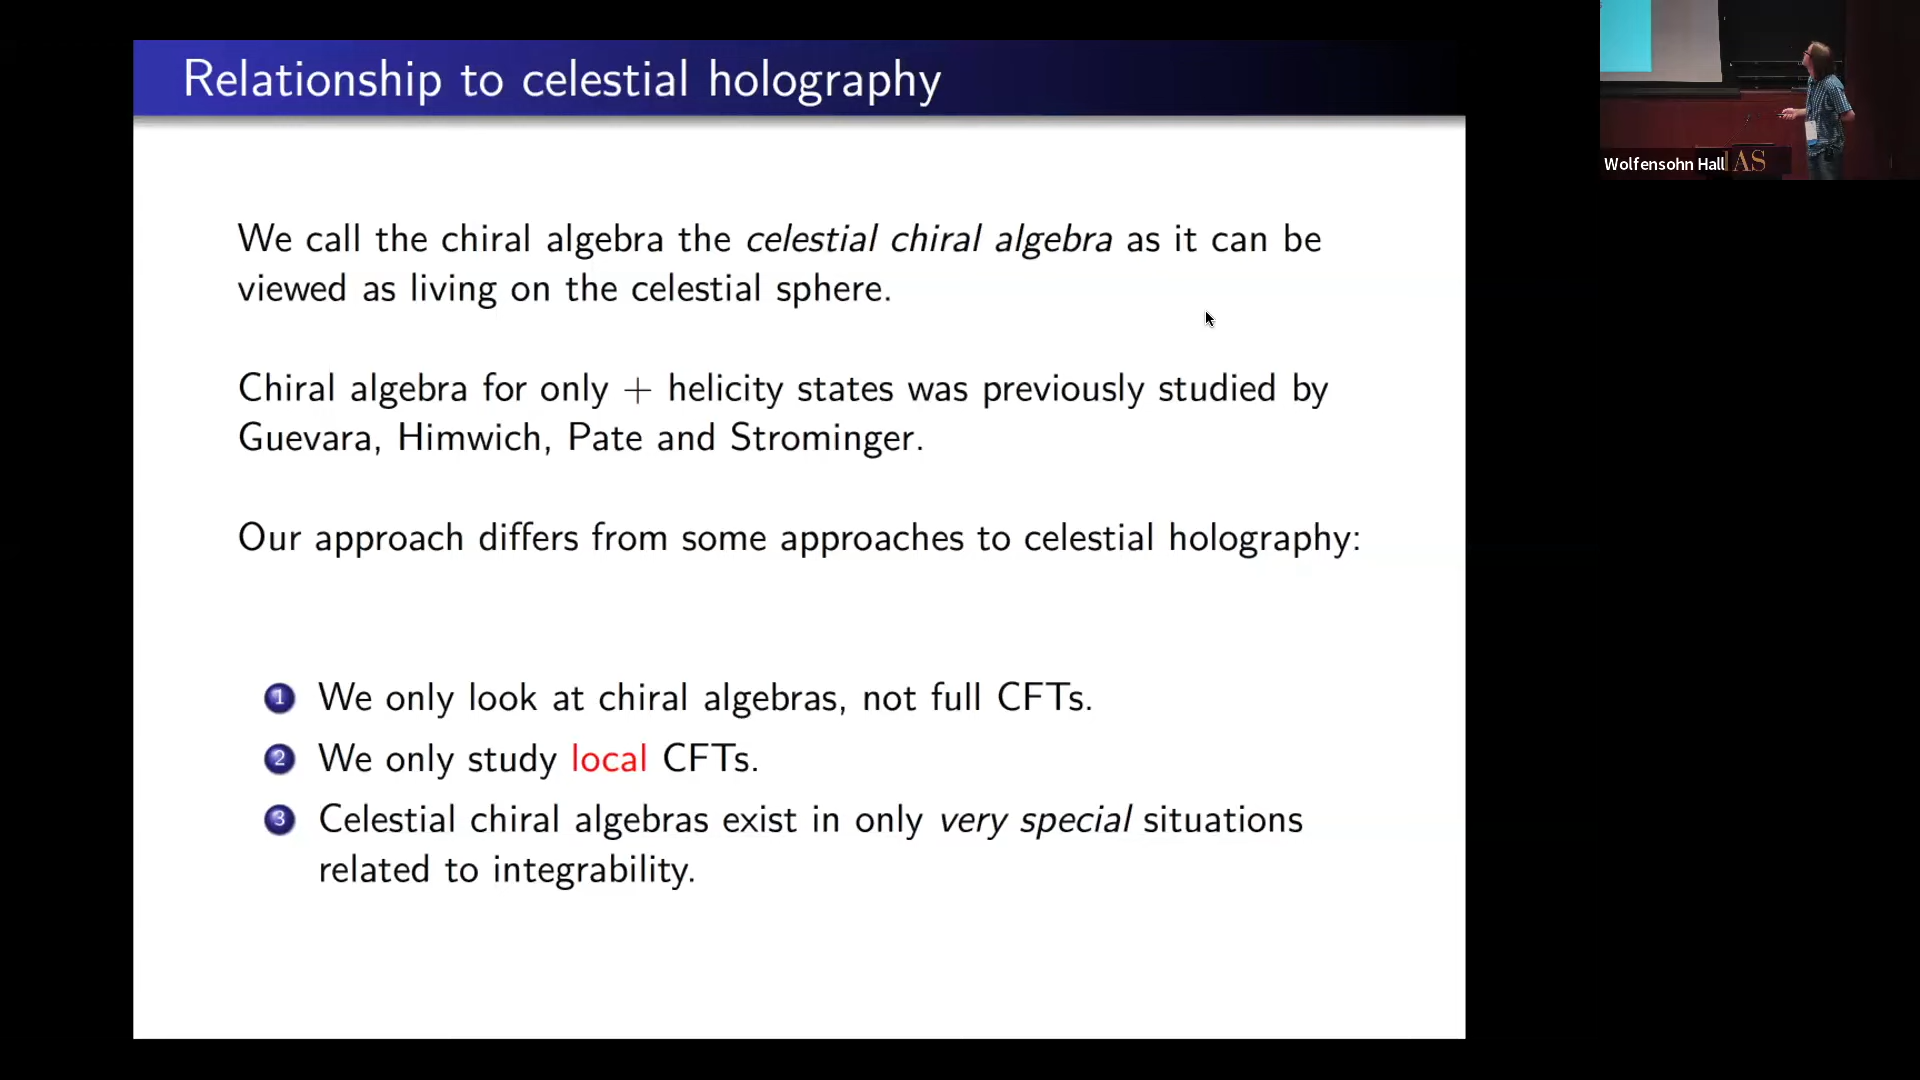 Relationship to celestial holography
We call the chiral algebra the celestial chiral algebra as it can be
viewed as living on the celestial sphere.
Chiral algebra for only + helicity states was previously studied by
Guevara, Himwich, Pate and Strominger.
Our approach differs from some approaches to celestial holography:
1 We only look at chiral algebras, not full CFTs.
2 We only study local CFTs.
3 Celestial chiral algebras exist in only very special situations
related to integrability.
Wolfensohn Hall
AS